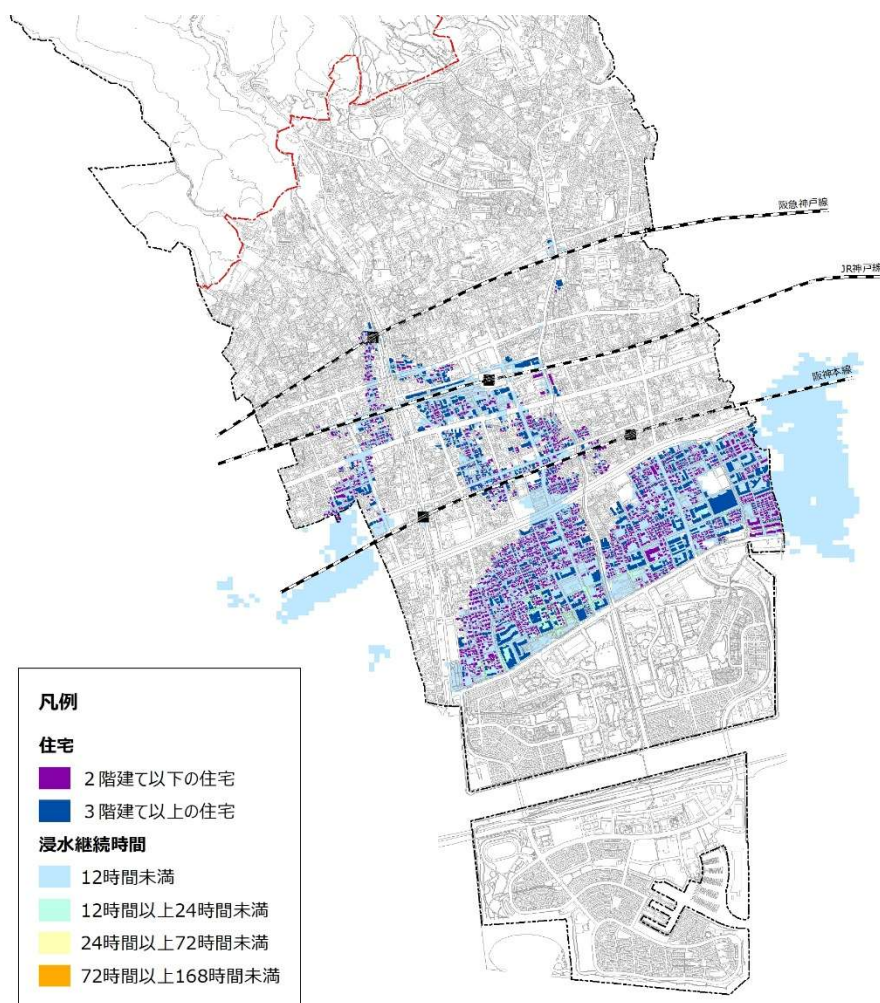 阪急神戸線
JR神戸線
阪神本線
凡例
住宅
２階建て以下の住宅
３階建て以上の住宅
浸水継続時間
12時間未満
12時間以上24時間未満
24時間以上72時間未満
72時間以上168時間未満